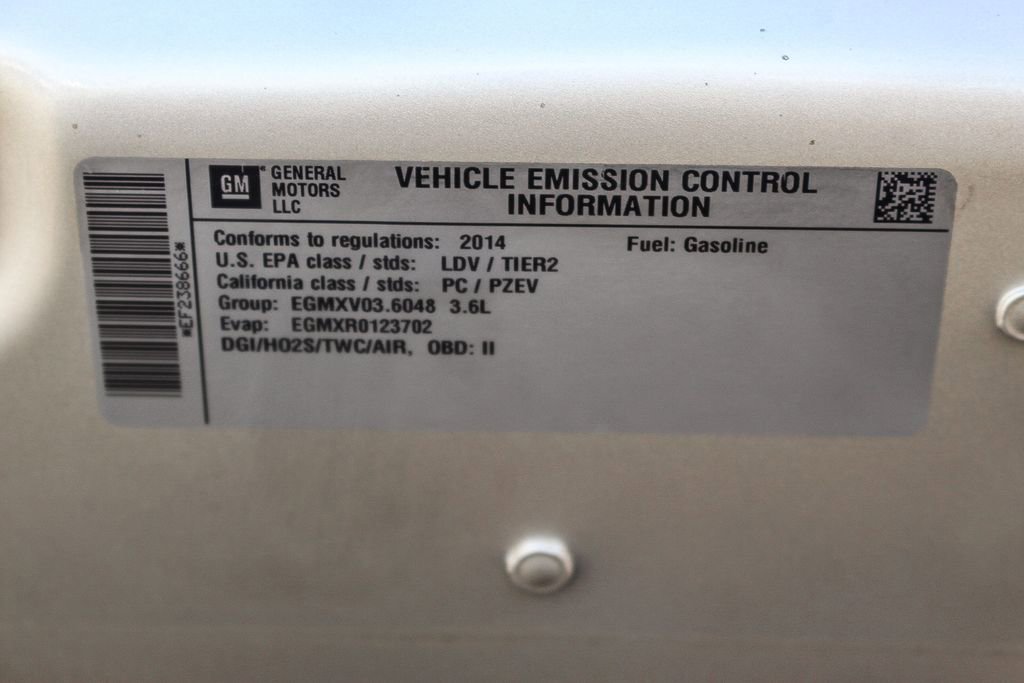 GM GENERAL MOTORS LLC
VEHICLE EMISSION CONTROL
INFORMATION
Conforms to regulations: 2014 Fuel: Gasoline
U.S. EPA class / stds: LDV / TIER2
California class / stds: PC / PZEV
Group: EGMXV03.6048 3.6L
Evap: EGMXR0123702
DGI/HO2S/TWC/AIR, OBD: II
*EF238666*